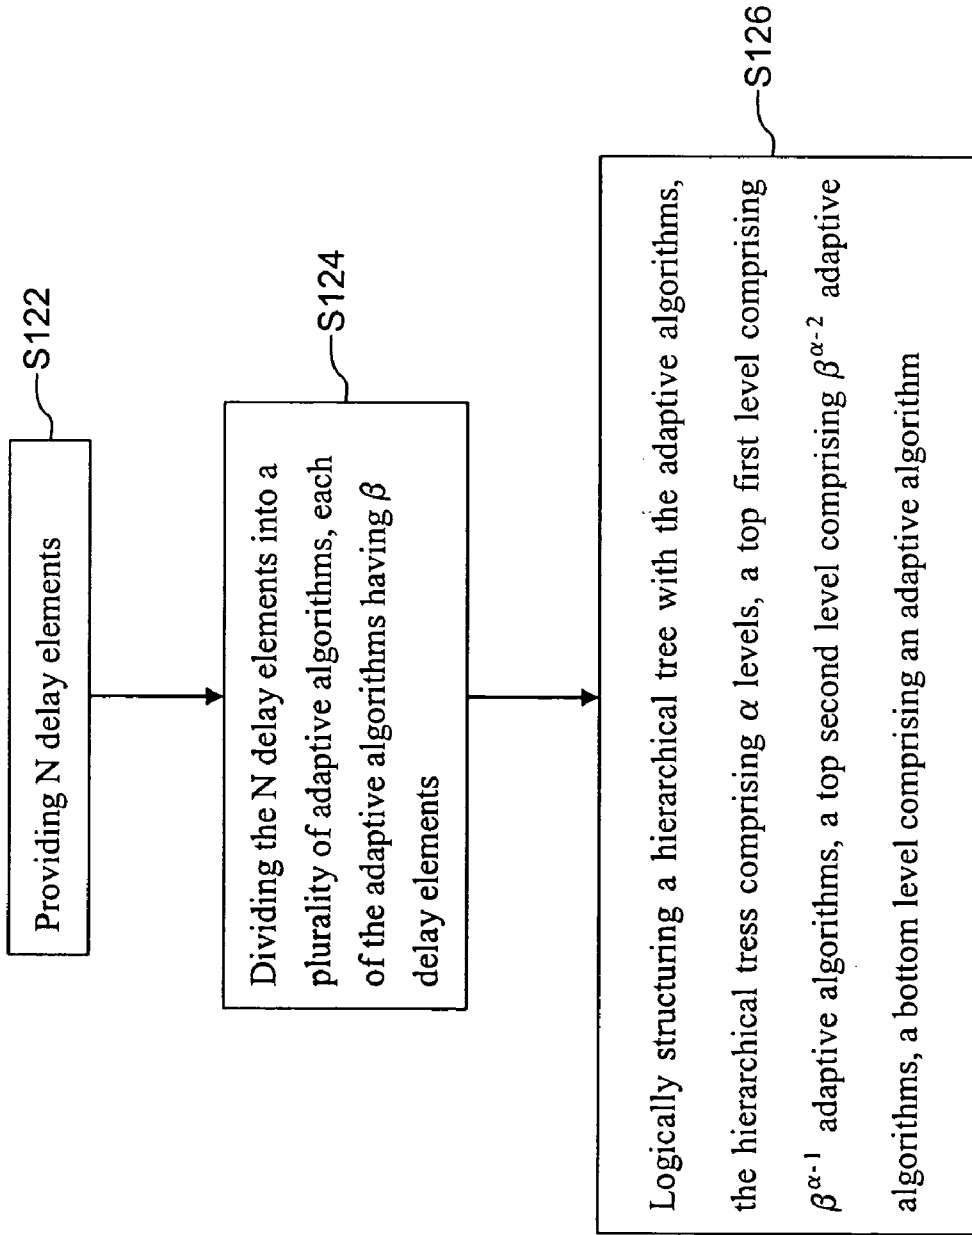 Providing N delay elements
S122
Dividing the N delay elements into a
plurality of adaptive algorithms, each
of the adaptive algorithms having β
delay elements
S124
Logically structuring a hierarchical tree with the adaptive algorithms,
the hierarchical tress comprising α levels, a top first level comprising
β^{α-1} adaptive algorithms, a top second level comprising β^{α-2} adaptive
algorithms, a bottom level comprising an adaptive algorithm
S126